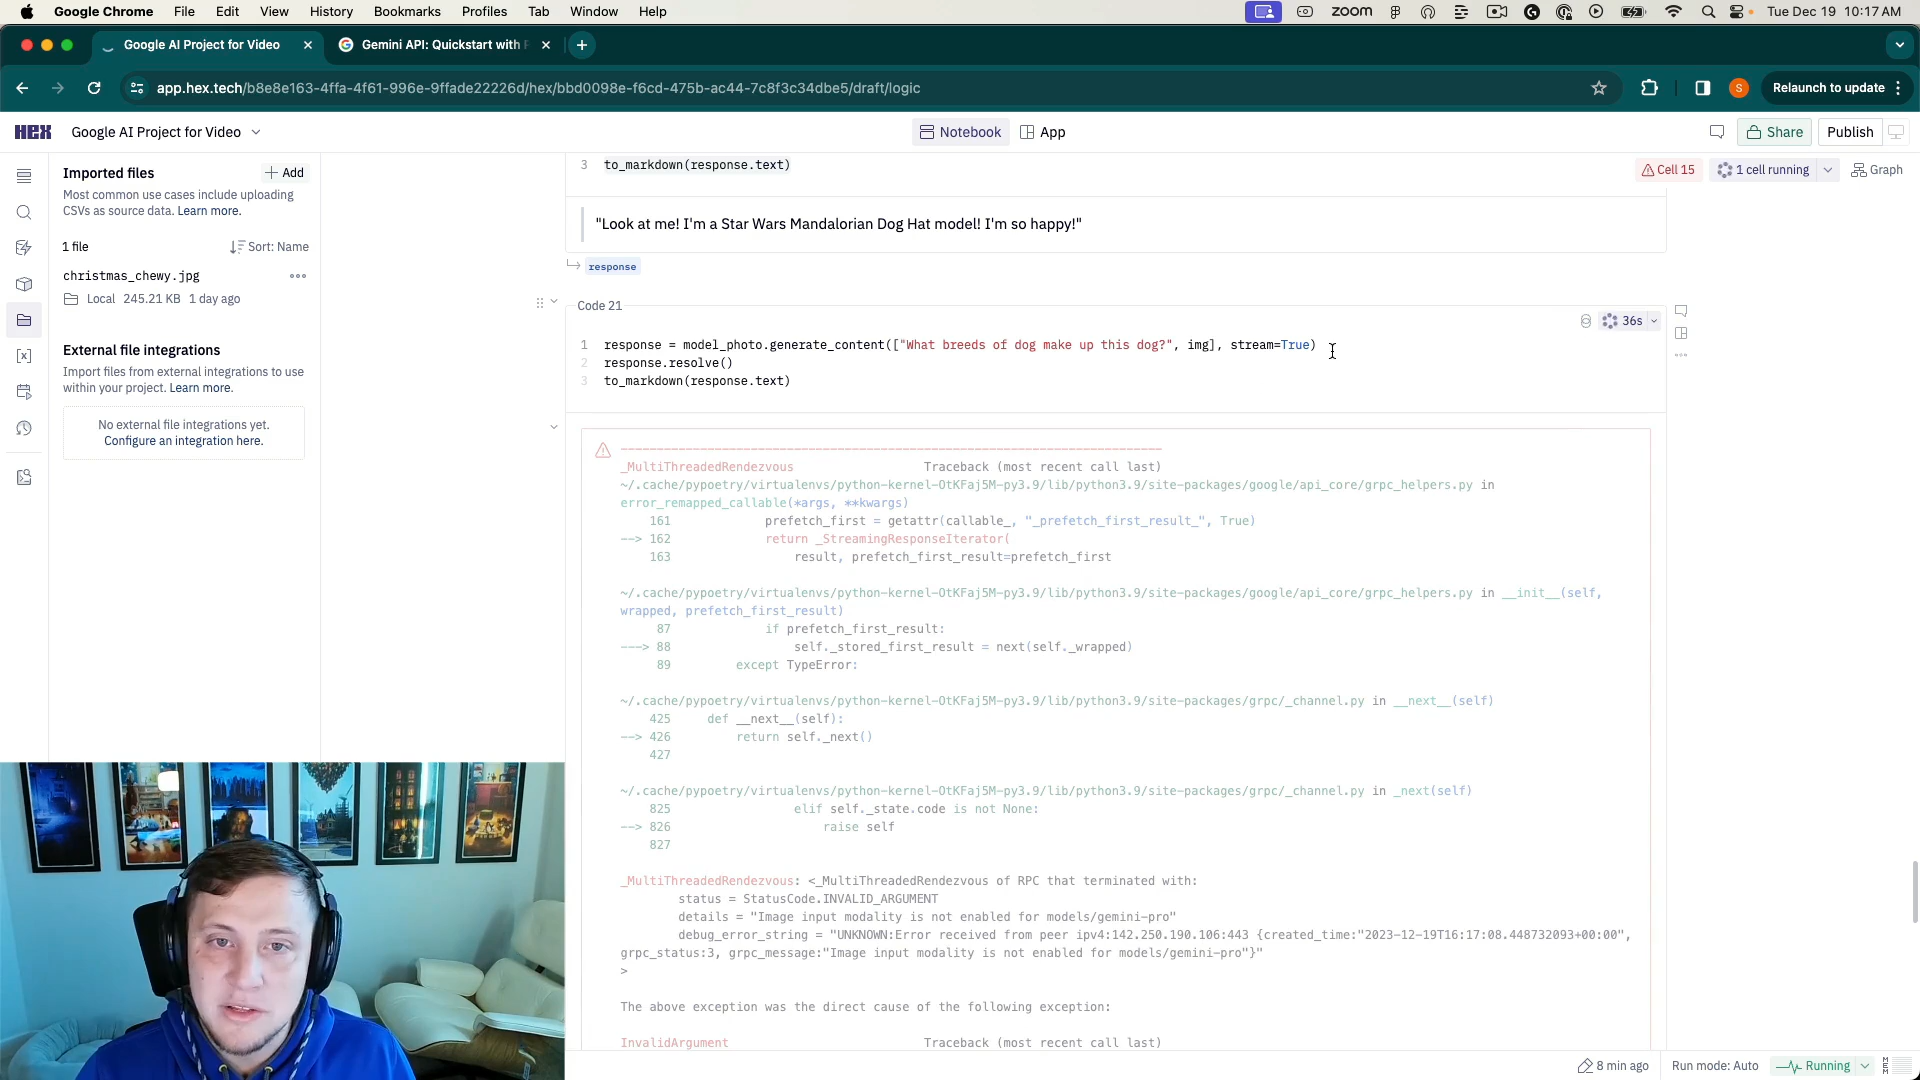 Google Chrome File Edit View History Bookmarks Profiles Tab Window Help zoom Tue Dec 19 10:17 AM
Google AI Project for Video Gemini API: Quickstart with
app.hex.tech/b8e8e163-4ffa-4f61-996e-9ffade22226d/hex/bbd0098e-f6cd-475b-ac44-7c8f3c34dbe5/draft/logic S Relaunch to update
HEX Google AI Project for Video Notebook App Share Publish
Imported files Add
Most common use cases include uploading
CSVs as source data. Learn more.
1 file Sort: Name
christmas_chewy.jpg
Local 245.21 KB 1 day ago
External file integrations
Import files from external integrations to use
within your project. Learn more.
No external file integrations yet.
Configure an integration here.
3 to_markdown(response.text)
Cell 15 1 cell running Graph
"Look at me! I'm a Star Wars Mandalorian Dog Hat model! I'm so happy!"
response
Code 21
36s
1 response = model_photo.generate_content(["What breeds of dog make up this dog?", img], stream=True)
2 response.resolve()
3 to_markdown(response.text)
---------------------------------------------------------------------------
_MultiThreadedRendezvous Traceback (most recent call last)
~/.cache/pypoetry/virtualenvs/python-kernel-OtKFaj5M-py3.9/lib/python3.9/site-packages/google/api_core/grpc_helpers.py in
error_remapped_callable(*args, **kwargs)
161 prefetch_first = getattr(callable_, "_prefetch_first_result_", True)
--> 162 return _StreamingResponseIterator(
163 result, prefetch_first_result=prefetch_first
~/.cache/pypoetry/virtualenvs/python-kernel-OtKFaj5M-py3.9/lib/python3.9/site-packages/google/api_core/grpc_helpers.py in __init__(self,
wrapped, prefetch_first_result)
87 if prefetch_first_result:
---> 88 self._stored_first_result = next(self._wrapped)
89 except TypeError:
~/.cache/pypoetry/virtualenvs/python-kernel-OtKFaj5M-py3.9/lib/python3.9/site-packages/grpc/_channel.py in __next__(self)
425 def __next__(self):
--> 426 return self._next()
427
~/.cache/pypoetry/virtualenvs/python-kernel-OtKFaj5M-py3.9/lib/python3.9/site-packages/grpc/_channel.py in _next(self)
825 elif self._state.code is not None:
--> 826 raise self
827
_MultiThreadedRendezvous: <_MultiThreadedRendezvous of RPC that terminated with:
status = StatusCode.INVALID_ARGUMENT
details = "Image input modality is not enabled for models/gemini-pro"
debug_error_string = "UNKNOWN:Error received from peer ipv4:142.250.190.106:443 {created_time:"2023-12-19T16:17:08.448732093+00:00",
grpc_status:3, grpc_message:"Image input modality is not enabled for models/gemini-pro"}"
>
The above exception was the direct cause of the following exception:
InvalidArgument Traceback (most recent call last)
8 min ago Run mode: Auto Running MEM